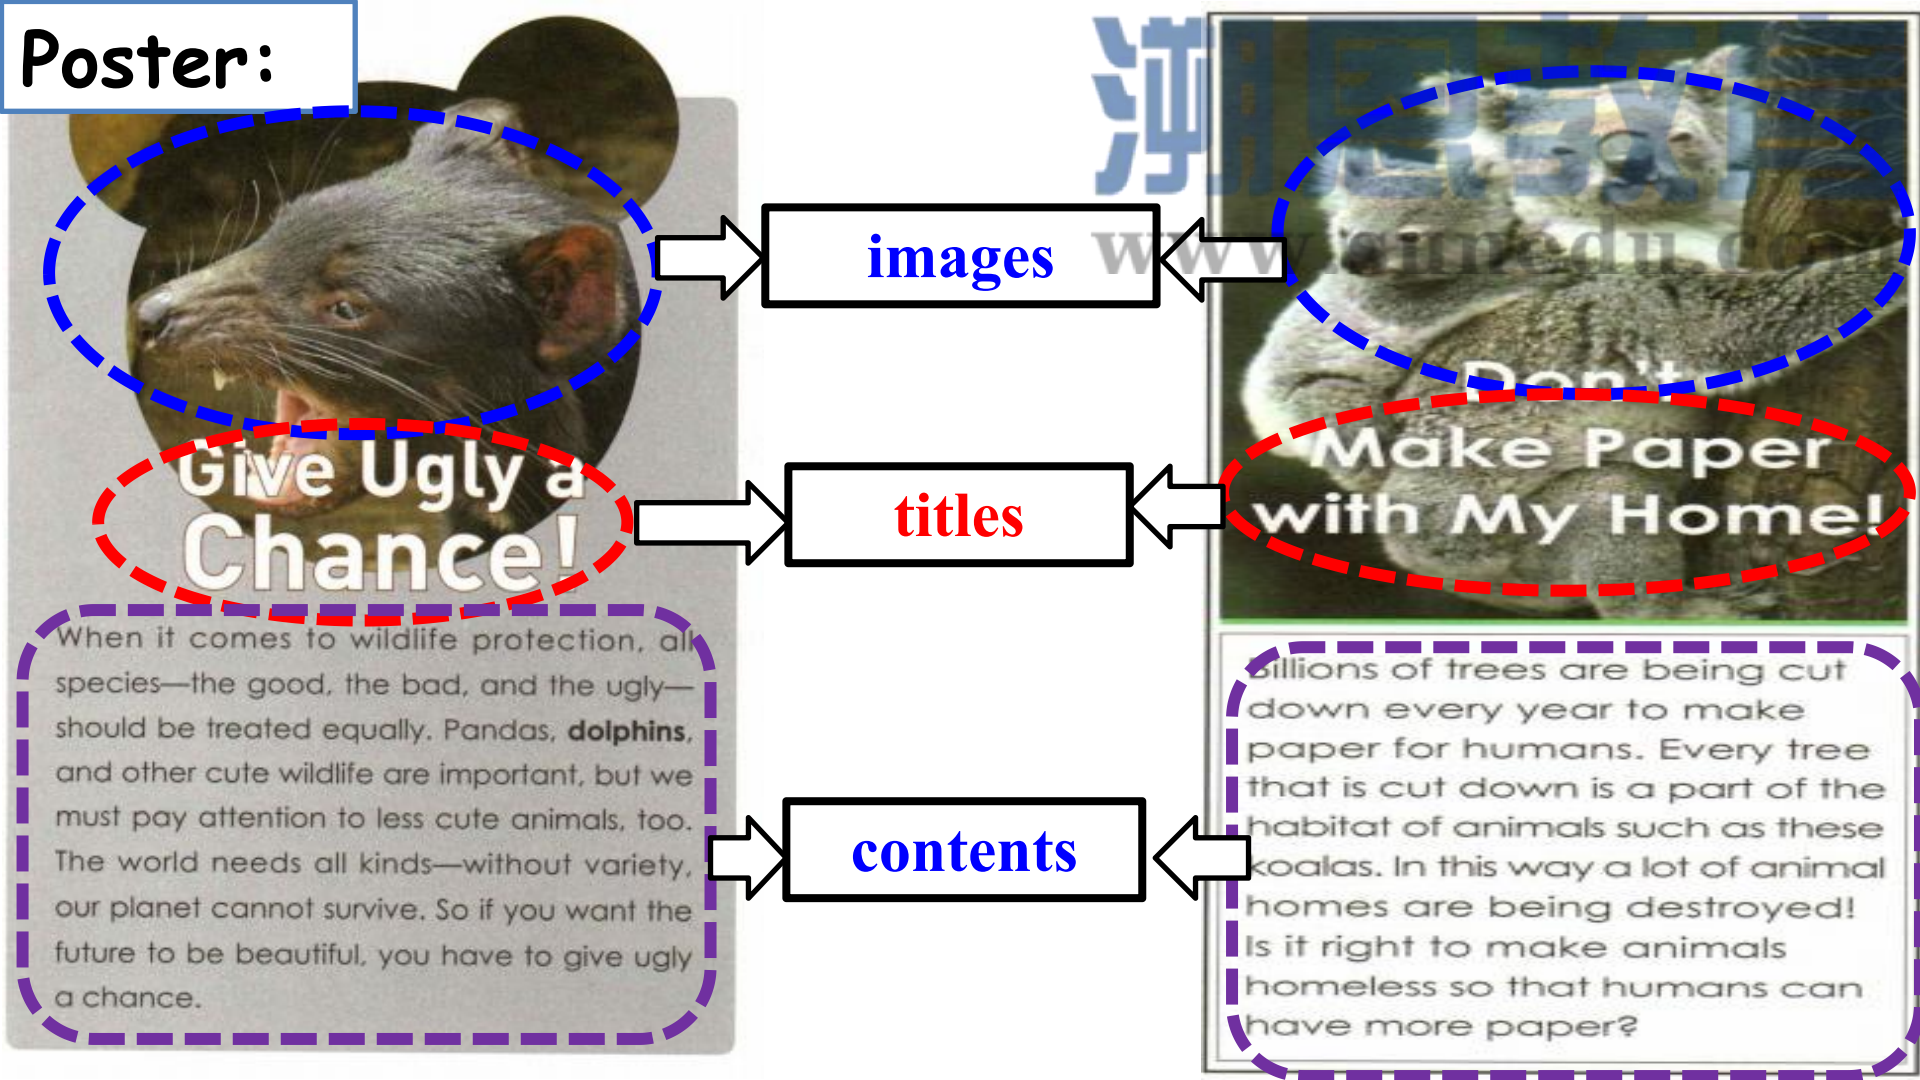 Poster:
Give Ugly a
Chance!
When it comes to wildlife protection, all
species—the good, the bad, and the ugly—
should be treated equally. Pandas, dolphins,
and other cute wildlife are important, but we
must pay attention to less cute animals, too.
The world needs all kinds—without variety,
our planet cannot survive. So if you want the
future to be beautiful, you have to give ugly
a chance.
images
titles
contents
Don't
Make Paper
with My Home!
Billions of trees are being cut
down every year to make
paper for humans. Every tree
that is cut down is a part of the
habitat of animals such as these
koalas. In this way a lot of animal
homes are being destroyed!
Is it right to make animals
homeless so that humans can
have more paper?